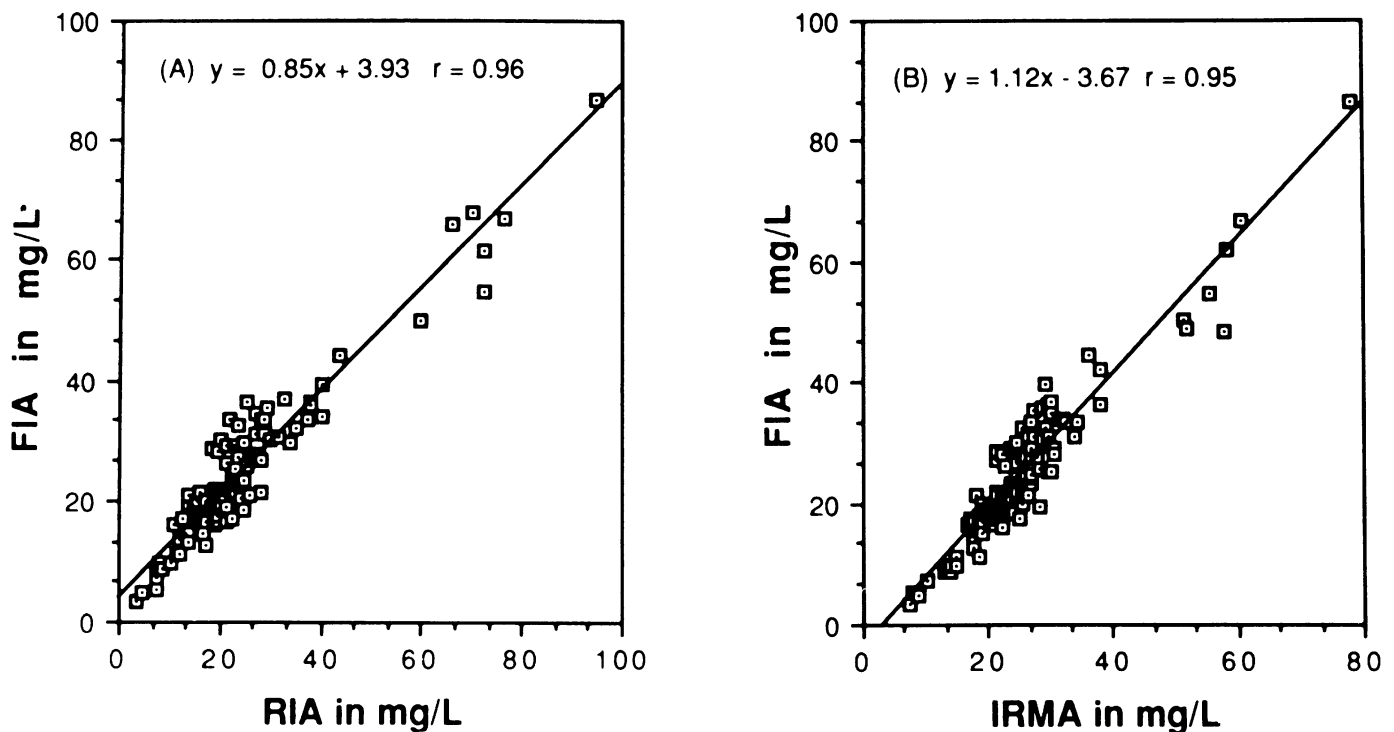 (A) y = 0.85x + 3.93 r = 0.96
100
80
60
40
20
0
FIA in mg/L
0 20 40 60 80 100
RIA in mg/L
(B) y = 1.12x - 3.67 r = 0.95
100
80
60
40
20
0
FIA in mg/L
0 20 40 60 80
IRMA in mg/L